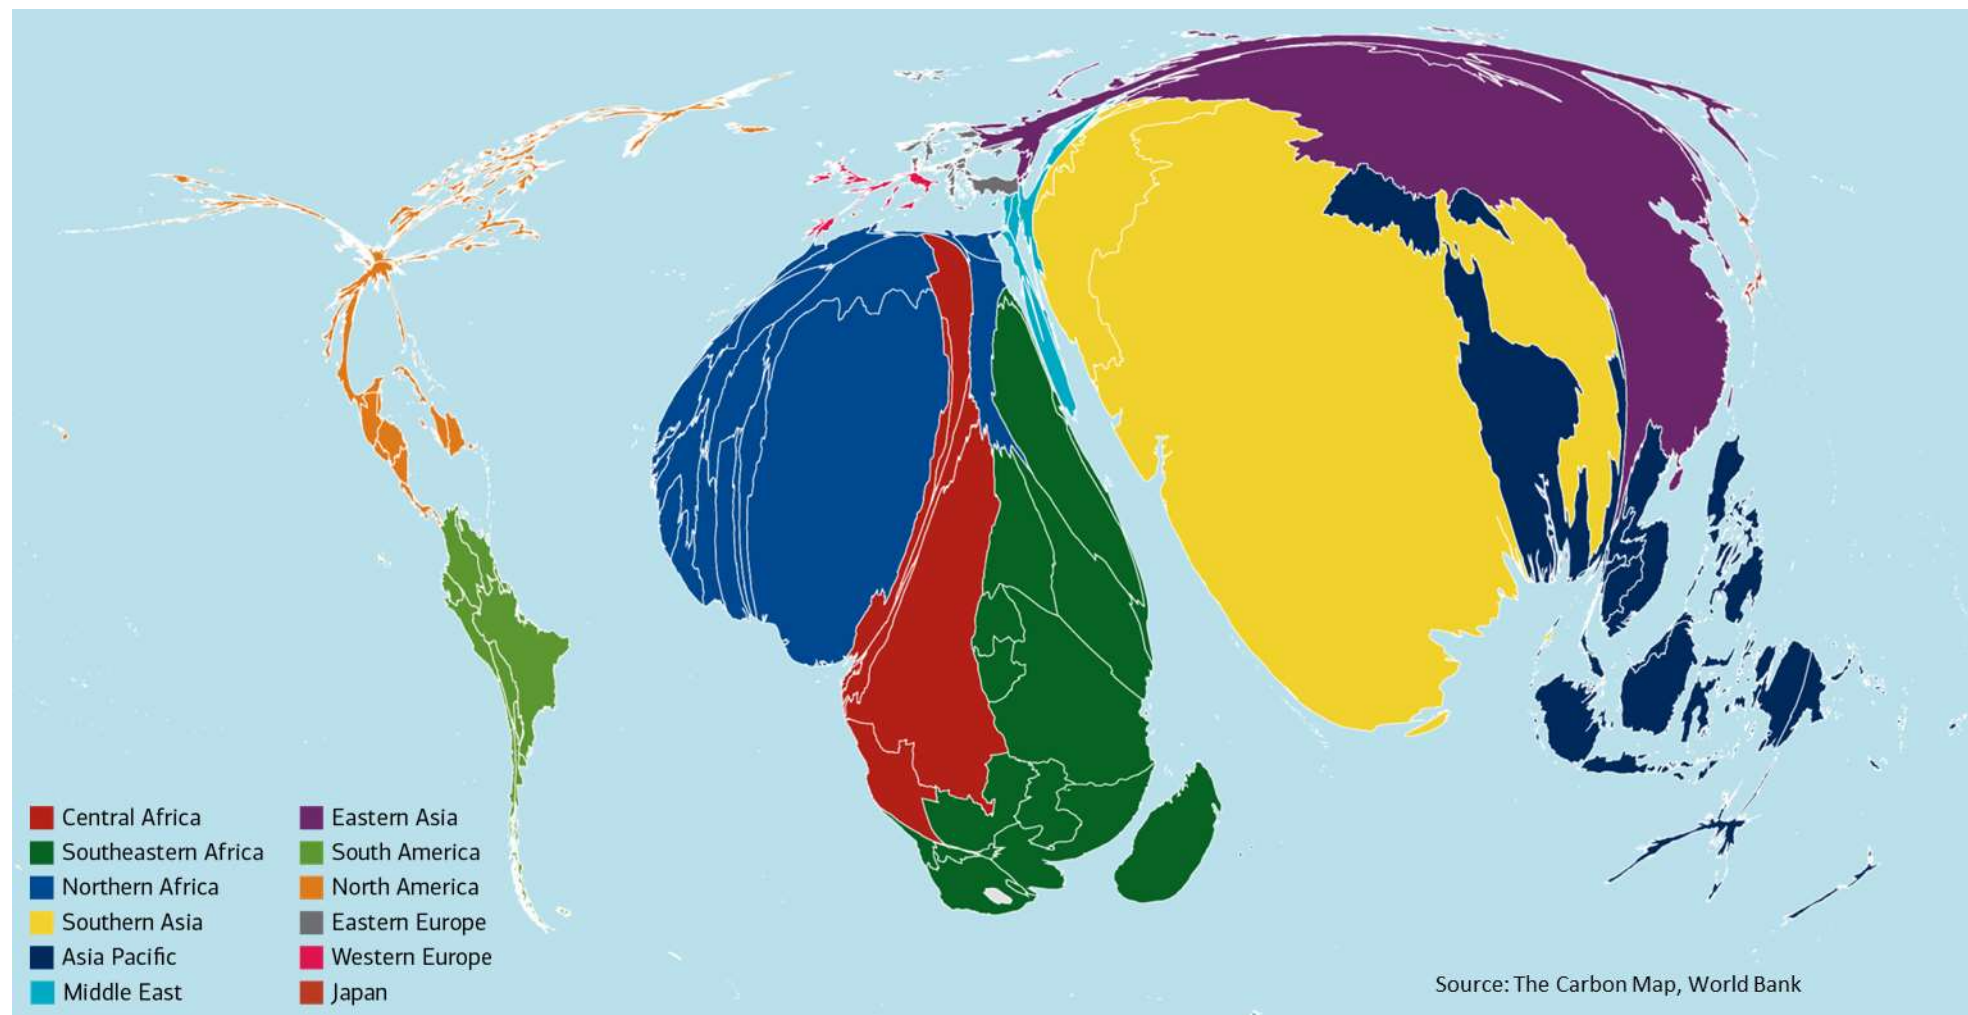 Central Africa
Southeastern Africa
Northern Africa
Southern Asia
Asia Pacific
Middle East
Eastern Asia
South America
North America
Eastern Europe
Western Europe
Japan
Source: The Carbon Map, World Bank